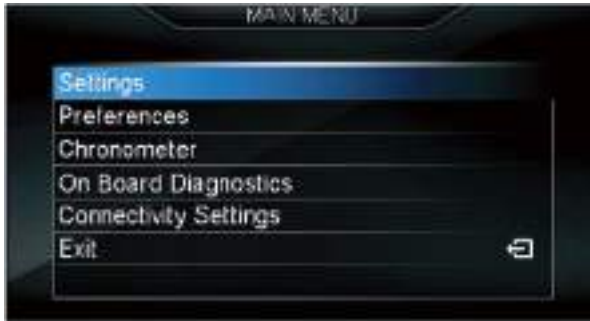 MAIN MENU
Settings
Preferences
Chronometer
On Board Diagnostics
Connectivity Settings
Exit